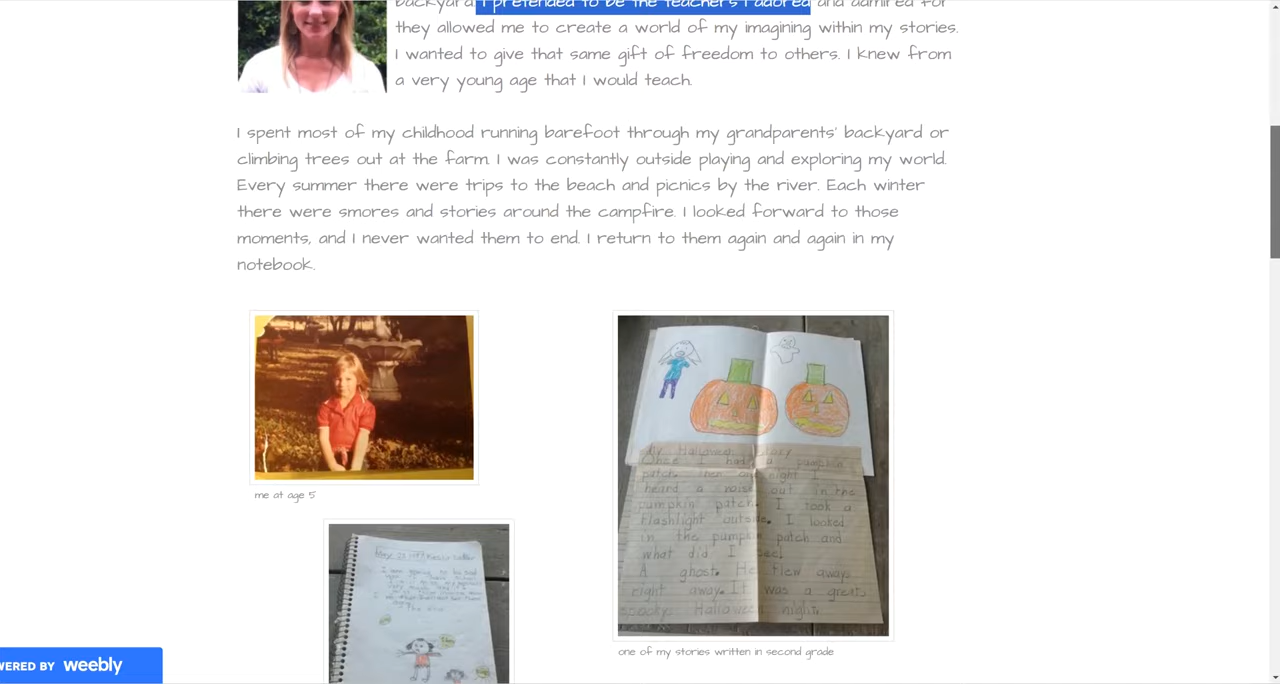 backyard. I pretended to be the teachers I adored and admired for
they allowed me to create a world of my imagining within my stories.
I wanted to give that same gift of freedom to others. I knew from
a very young age that I would teach.
I spent most of my childhood running barefoot through my grandparents' backyard or
climbing trees out at the farm. I was constantly outside playing and exploring my world.
Every summer there were trips to the beach and picnics by the river. Each winter
there were smores and stories around the campfire. I looked forward to those
moments, and I never wanted them to end. I return to them again and again in my
notebook.
me at age 5
My Hallowe Story
Once I had a pumpkin
patch. Then one night I
heard a noise out in the
pumpkin patch. I took a
flashlight outside. I looked
in the pumpkin patch and
what did I see!
A ghost. He flew away
right away. It was a great
spooky Halloween night.
one of my stories written in second grade
WERED BY weebly